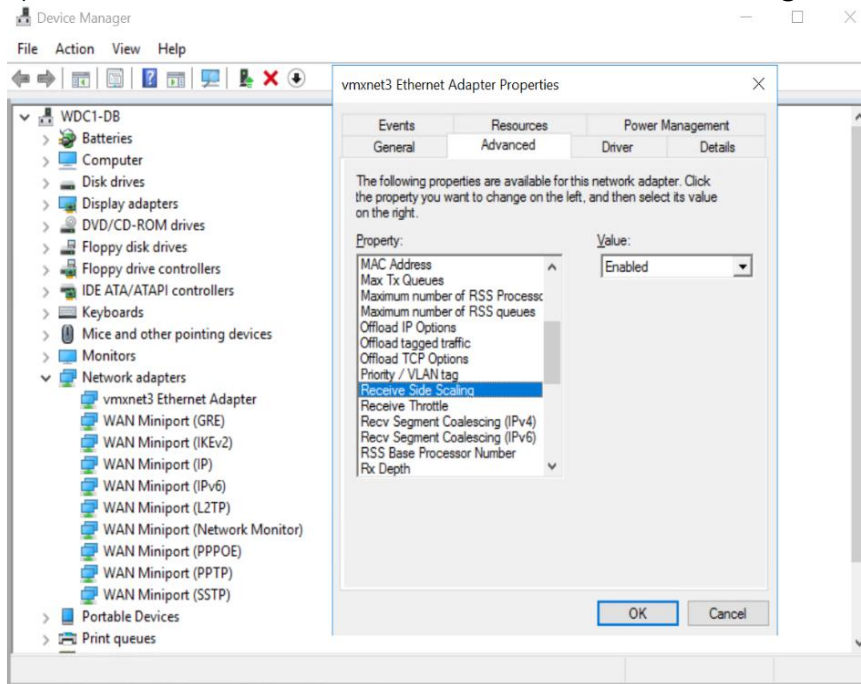 Device Manager
File Action View Help
WDC1-DB
Batteries
Computer
Disk drives
Display adapters
DVD/CD-ROM drives
Floppy disk drives
Floppy drive controllers
IDE ATA/ATAPI controllers
Keyboards
Mice and other pointing devices
Monitors
Network adapters
vmxnet3 Ethernet Adapter
WAN Miniport (GRE)
WAN Miniport (IKEv2)
WAN Miniport (IP)
WAN Miniport (IPv6)
WAN Miniport (L2TP)
WAN Miniport (Network Monitor)
WAN Miniport (PPPOE)
WAN Miniport (PPTP)
WAN Miniport (SSTP)
Portable Devices
Print queues
vmxnet3 Ethernet Adapter Properties
Events Resources Power Management
General Advanced Driver Details
The following properties are available for this network adapter. Click
the property you want to change on the left, and then select its value
on the right.
Property:
MAC Address
Max Tx Queues
Maximum number of RSS Processc
Maximum number of RSS queues
Offload IP Options
Offload tagged traffic
Offload TCP Options
Priority / VLAN tag
Receive Side Scaling
Receive Throttle
Recv Segment Coalescing (IPv4)
Recv Segment Coalescing (IPv6)
RSS Base Processor Number
Rx Depth
Value:
Enabled
OK Cancel